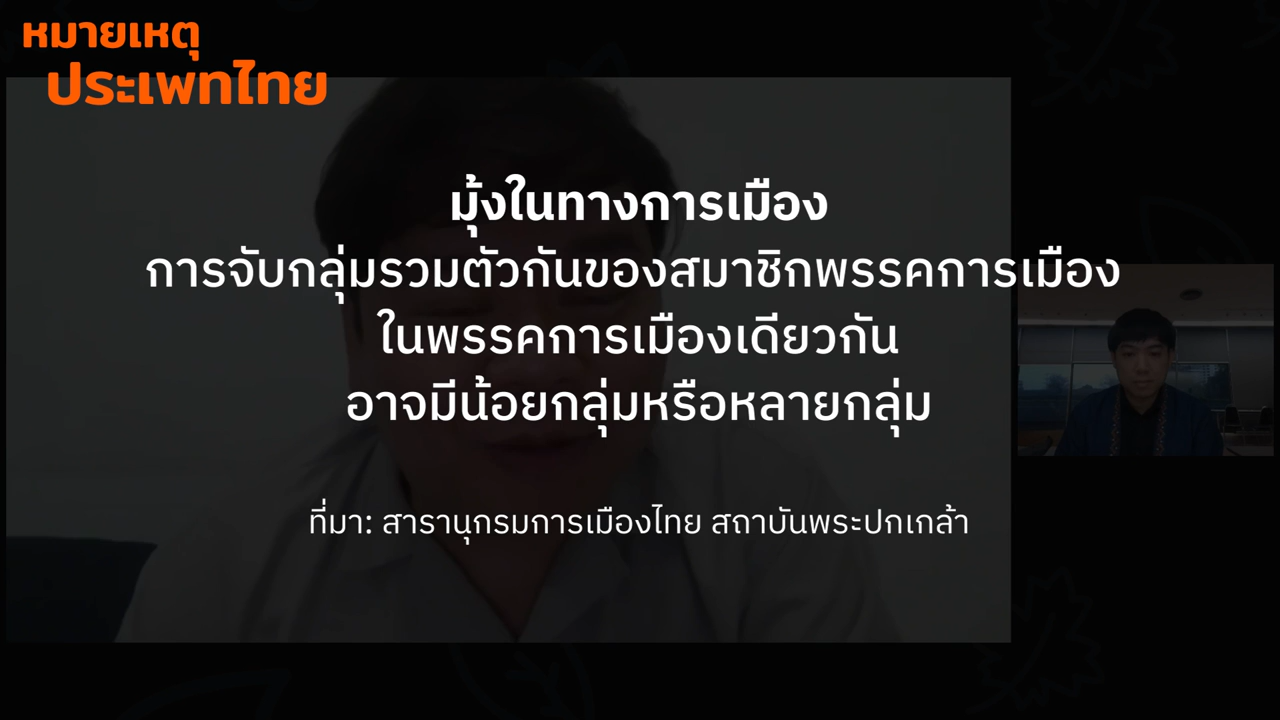 หมายเหตุ
ประเพทไทย
มุ้งในทางการเมือง
การจับกลุ่มรวมตัวกันของสมาชิกพรรคการเมือง
ในพรรคการเมืองเดียวกัน
อาจมีน้อยกลุ่มหรือหลายกลุ่ม
ที่มา: สารานุกรมการเมืองไทย สถาบันพระปกเกล้า